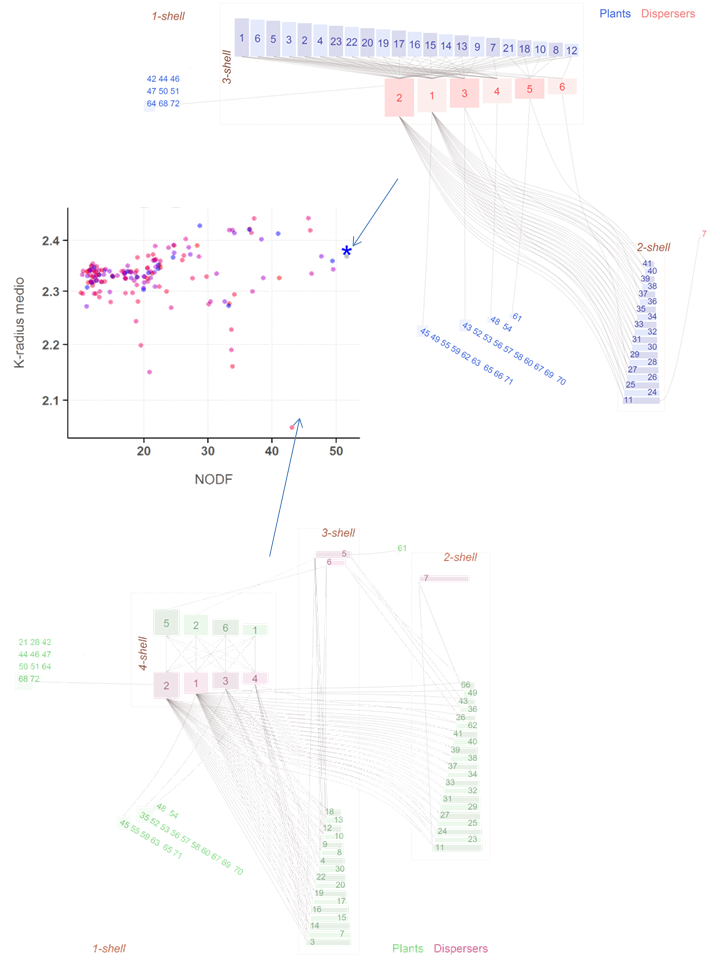 1-shell
Plants Dispersers
3-shell
1 6 5 3 2 4 23 22 20 19 17 16 15 14 13 9 7 21 18 10 8 12
42 44 46
47 50 51
64 68 72
2 1 3 4 5 6
7
2-shell
41
40
39
38
37
36
35
34
33
32
31
30
29
28
27
26
25
24
11
61
48 54
43 52 53 56 57 58 60 67 69 70
45 49 55 59 62 63 65 66 71
K-radius medio
2.4
2.3
2.2
2.1
*
20 30 40 50
NODF
3-shell
61
2-shell
5
6
7
4-shell
5 2 6 1
21 28 42
44 46 47
50 51 64
68 72
2 1 3 4
66
49
43
36
26
62
41
40
39
38
37
34
33
32
31
29
27
25
24
23
11
48 54
35 52 53 56 57 58 60 67 69 70
45 55 59 63 65 71
18
13
12
10
9
8
4
30
22
20
19
17
16
15
14
7
3
1-shell
Plants Dispersers